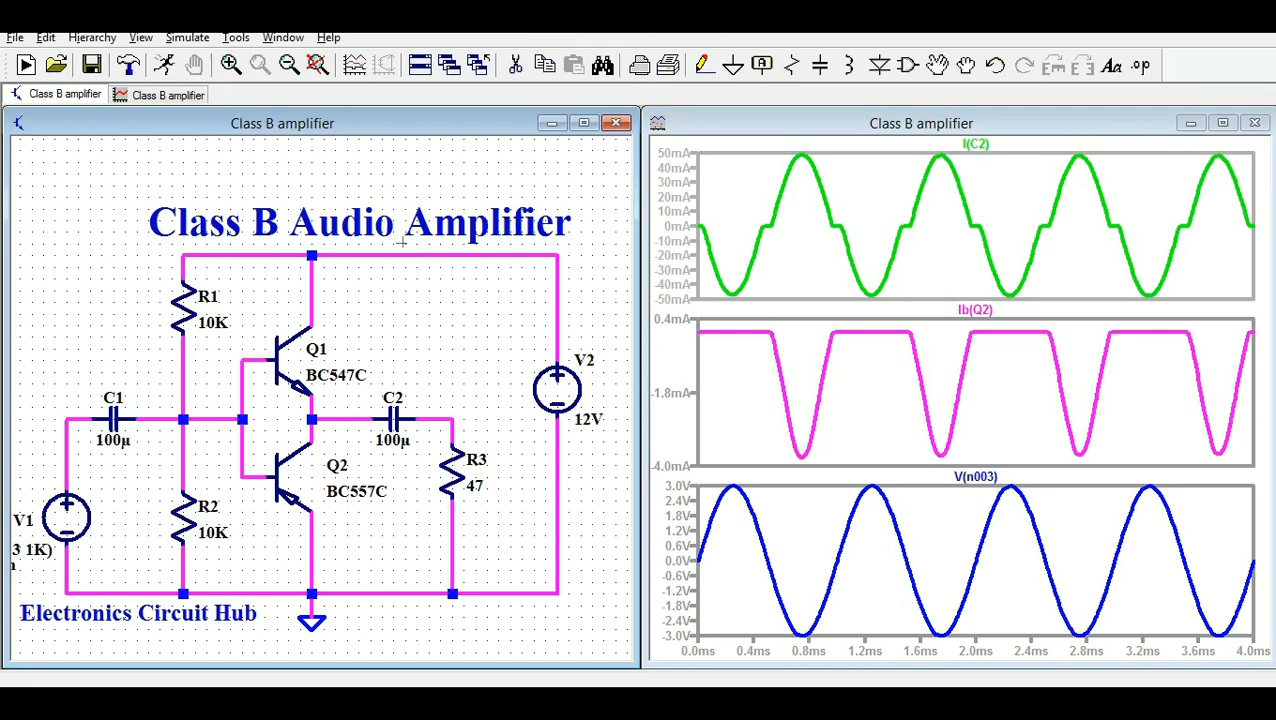 File Edit Hierarchy View Simulate Tools Window Help
Aa .op
Class B amplifier
Class B amplifier
Class B amplifier
Class B Audio Amplifier
R1
10K
Q1
BC547C
V2
12V
C1
100µ
C2
100µ
Q2
BC557C
R3
47
R2
10K
V1
3 1K)
Electronics Circuit Hub
Class B amplifier
I(C2)
50mA
40mA
30mA
20mA
10mA
0mA
-10mA
-20mA
-30mA
-40mA
-50mA
Ib(Q2)
0.4mA
-1.8mA
-4.0mA
V(n003)
3.0V
2.4V
1.8V
1.2V
0.6V
0.0V
-0.6V
-1.2V
-1.8V
-2.4V
-3.0V
0.0ms 0.4ms 0.8ms 1.2ms 1.6ms 2.0ms 2.4ms 2.8ms 3.2ms 3.6ms 4.0ms